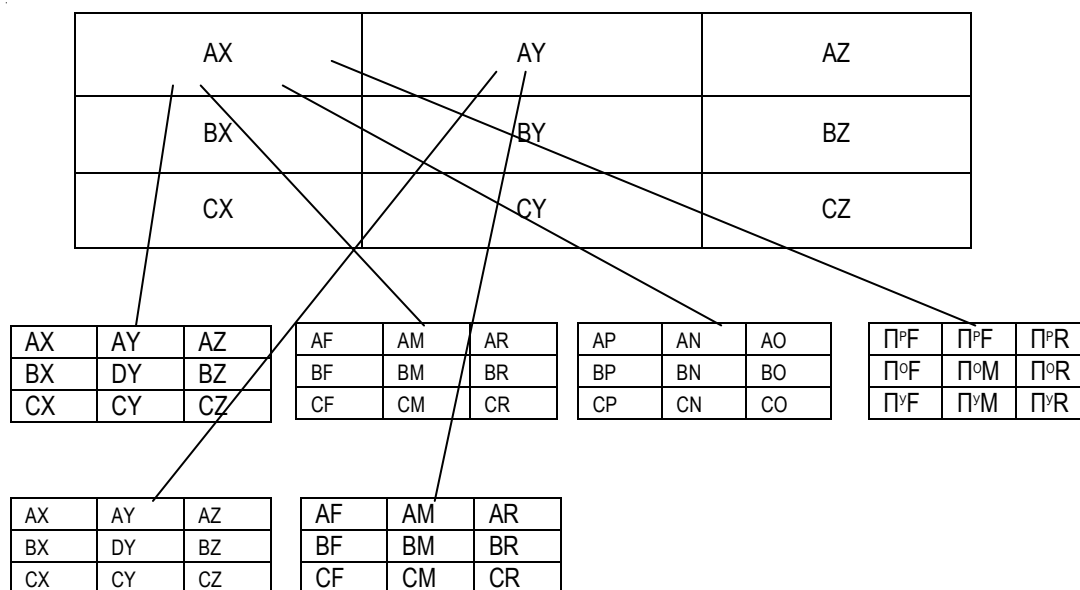 AX AY AZ
BX BY BZ
CX CY CZ
AX AY AZ
BX DY BZ
CX CY CZ
AF AM AR
BF BM BR
CF CM CR
AP AN AO
BP BN BO
CP CN CO
ПᴾF ПᴾF ПᴾR
ПᴼF ПᴼM ПᴼR
ПʸF ПʸM ПʸR
AX AY AZ
BX DY BZ
CX CY CZ
AF AM AR
BF BM BR
CF CM CR